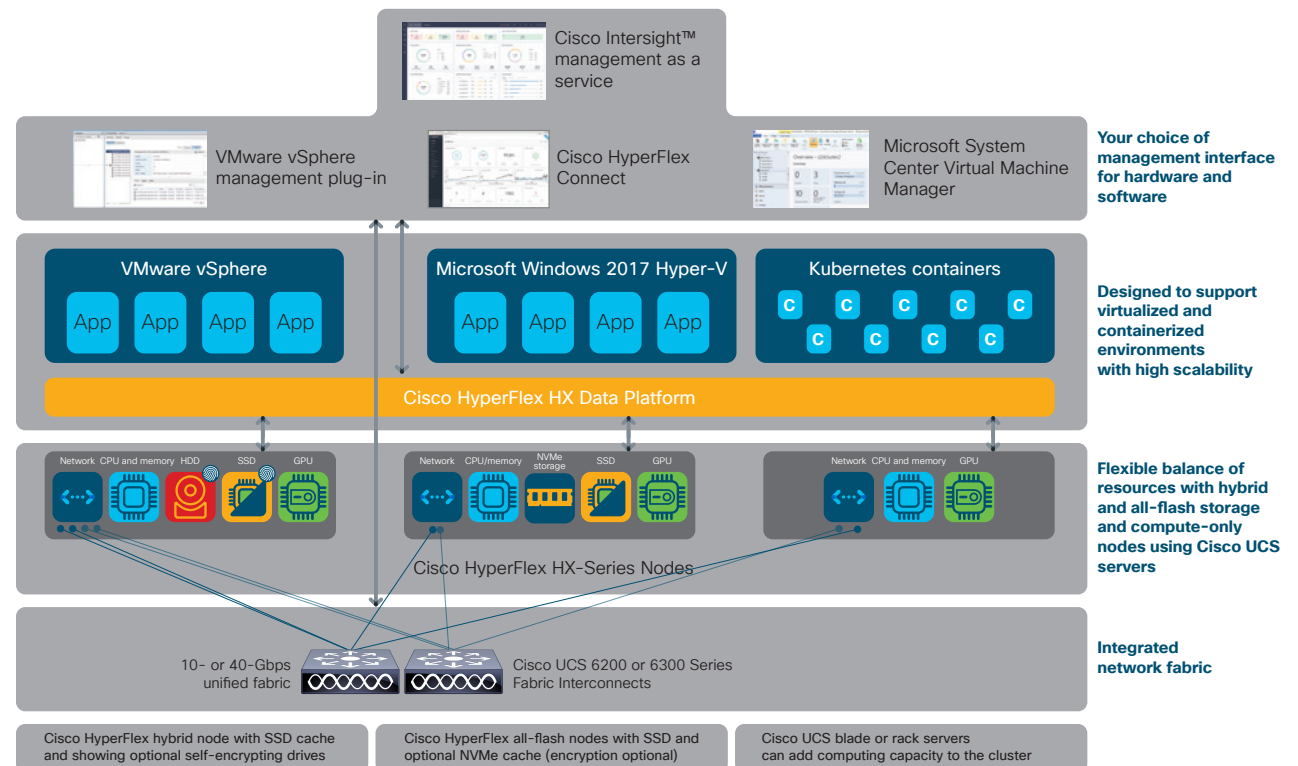 Cisco Intersight™
management as a
service
VMware vSphere
management plug-in
Cisco HyperFlex
Connect
Microsoft System
Center Virtual Machine
Manager
Your choice of
management interface
for hardware and
software
VMware vSphere
App App App App
Microsoft Windows 2017 Hyper-V
App App App App
Kubernetes containers
C C C C C
C C C C
Designed to support
virtualized and
containerized
environments
with high scalability
Cisco HyperFlex HX Data Platform
Network CPU and memory HDD SSD GPU
Network CPU/memory NVMe
storage SSD GPU
Network CPU and memory GPU
Flexible balance of
resources with hybrid
and all-flash storage
and compute-only
nodes using Cisco UCS
servers
Cisco HyperFlex HX-Series Nodes
10- or 40-Gbps
unified fabric
Cisco UCS 6200 or 6300 Series
Fabric Interconnects
Integrated
network fabric
Cisco HyperFlex hybrid node with SSD cache
and showing optional self-encrypting drives
Cisco HyperFlex all-flash nodes with SSD and
optional NVMe cache (encryption optional)
Cisco UCS blade or rack servers
can add computing capacity to the cluster